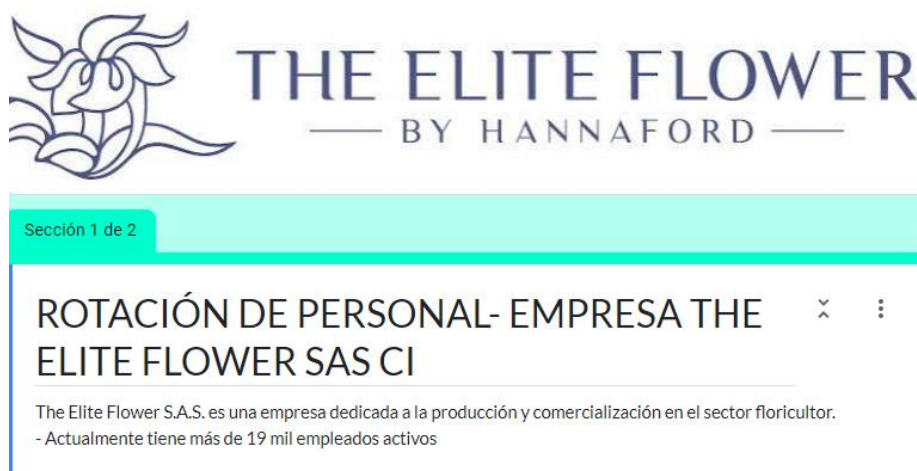 THE ELITE FLOWER
BY HANNAFORD
Sección 1 de 2
ROTACIÓN DE PERSONAL- EMPRESA THE
ELITE FLOWER SAS CI
The Elite Flower S.A.S. es una empresa dedicada a la producción y comercialización en el sector floricultor.
- Actualmente tiene más de 19 mil empleados activos